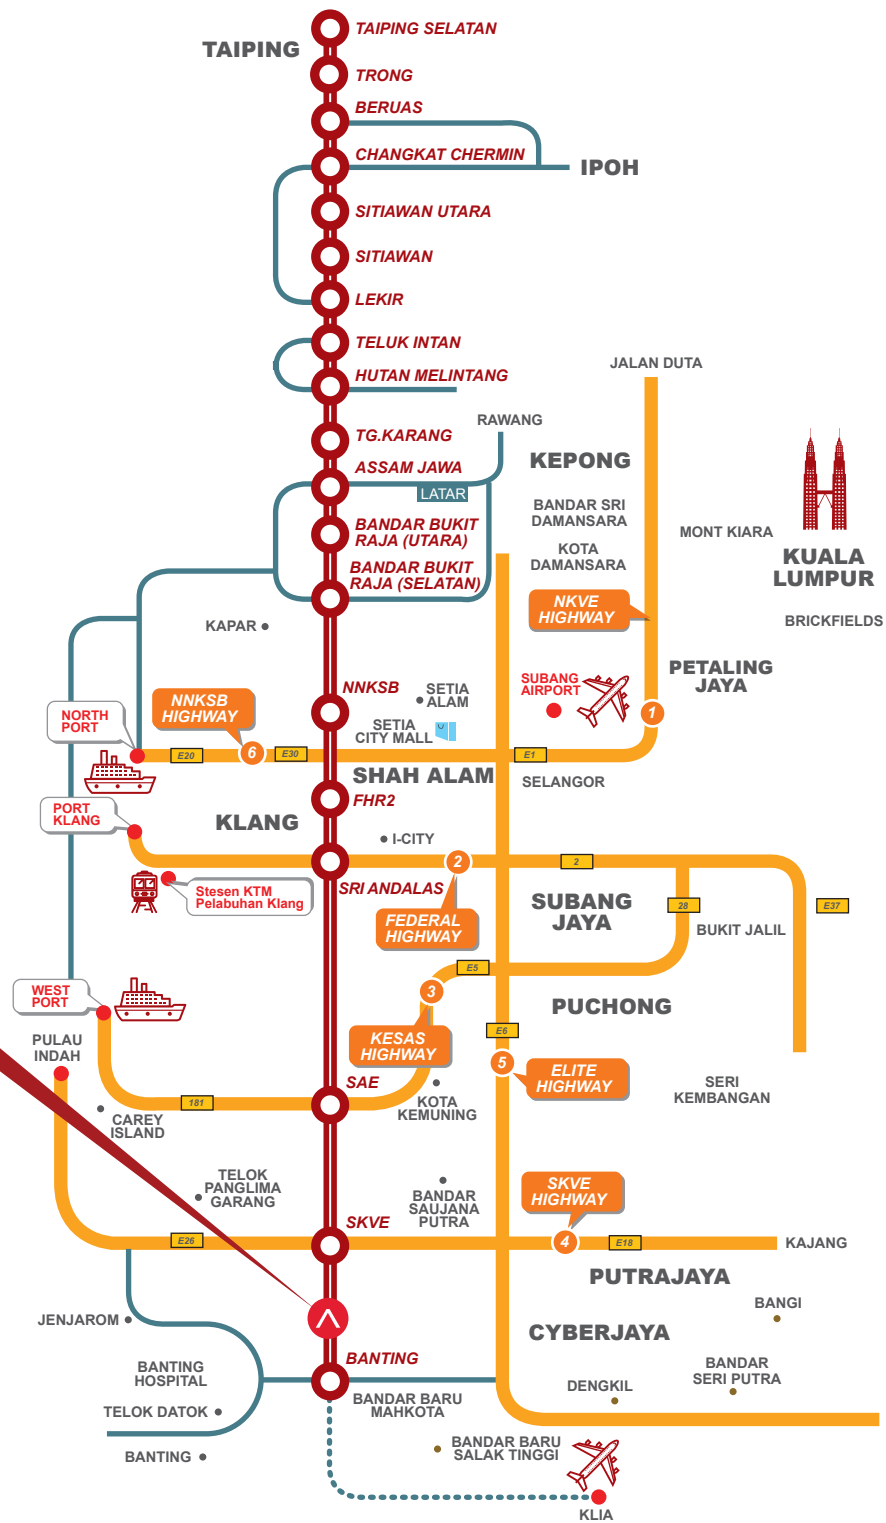 TAIPING SELATAN
TAIPING
TRONG
BERUAS
CHANGKAT CHERMIN
IPOH
SITIAWAN UTARA
SITIAWAN
LEKIR
TELUK INTAN
HUTAN MELINTANG
JALAN DUTA
RAWANG
TG.KARANG
KEPONG
ASSAM JAWA
LATAR
BANDAR SRI
DAMANSARA
BANDAR BUKIT
RAJA (UTARA)
MONT KIARA
KOTA
DAMANSARA
KUALA
LUMPUR
BANDAR BUKIT
RAJA (SELATAN)
NKVE
HIGHWAY
KAPAR
BRICKFIELDS
PETALING
JAYA
SUBANG
AIRPORT
NNKSB
SETIA
ALAM
NNKSB
HIGHWAY
NORTH
PORT
1
SETIA
CITY MALL
E20
6
E30
E1
SHAH ALAM
SELANGOR
FHR2
PORT
KLANG
KLANG
I-CITY
2
2
Stesen KTM
Pelabuhan Klang
SRI ANDALAS
SUBANG
JAYA
28
E37
FEDERAL
HIGHWAY
BUKIT JALIL
E5
WEST
PORT
3
PUCHONG
PULAU
INDAH
KESAS
HIGHWAY
E6
5
ELITE
HIGHWAY
SAE
SERI
KEMBANGAN
181
KOTA
KEMUNING
CAREY
ISLAND
TELOK
PANGLIMA
GARANG
BANDAR
SAUJANA
PUTRA
SKVE
HIGHWAY
SKVE
E26
4
E18
KAJANG
PUTRAJAYA
BANGI
JENJAROM
CYBERJAYA
BANTING
BANTING
HOSPITAL
BANDAR
SERI PUTRA
DENGKIL
BANDAR BARU
MAHKOTA
TELOK DATOK
BANTING
BANDAR BARU
SALAK TINGGI
KLIA